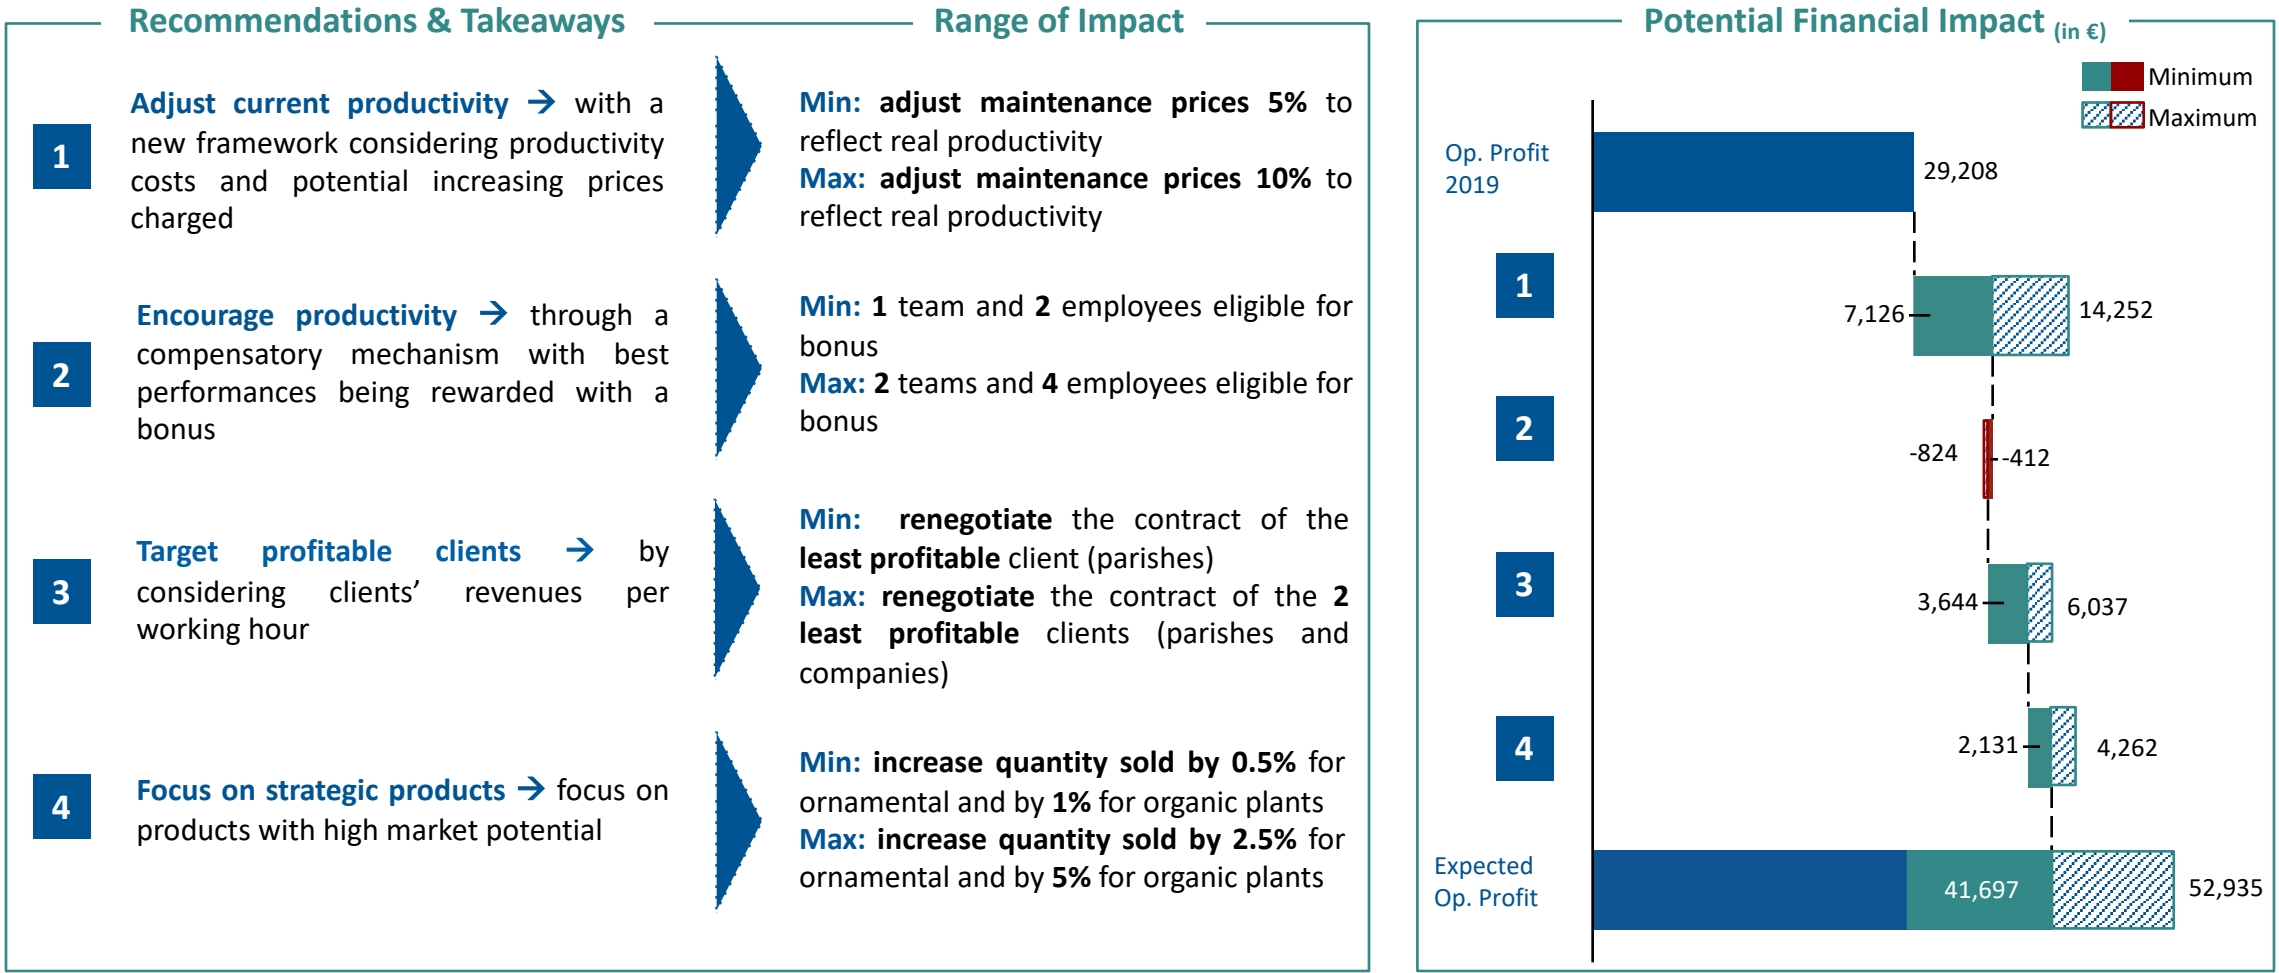 Recommendations & Takeaways
Range of Impact
1
Adjust current productivity → with a
new framework considering productivity
costs and potential increasing prices
charged
Min: adjust maintenance prices 5% to
reflect real productivity
Max: adjust maintenance prices 10% to
reflect real productivity
2
Encourage productivity → through a
compensatory mechanism with best
performances being rewarded with a
bonus
Min: 1 team and 2 employees eligible for
bonus
Max: 2 teams and 4 employees eligible for
bonus
3
Target profitable clients → by
considering clients’ revenues per
working hour
Min: renegotiate the contract of the
least profitable client (parishes)
Max: renegotiate the contract of the 2
least profitable clients (parishes and
companies)
4
Focus on strategic products → focus on
products with high market potential
Min: increase quantity sold by 0.5% for
ornamental and by 1% for organic plants
Max: increase quantity sold by 2.5% for
ornamental and by 5% for organic plants
Potential Financial Impact (in €)
Minimum
Maximum
Op. Profit
2019
29,208
1
7,126
14,252
2
-824
-412
3
3,644
6,037
4
2,131
4,262
Expected
Op. Profit
41,697
52,935